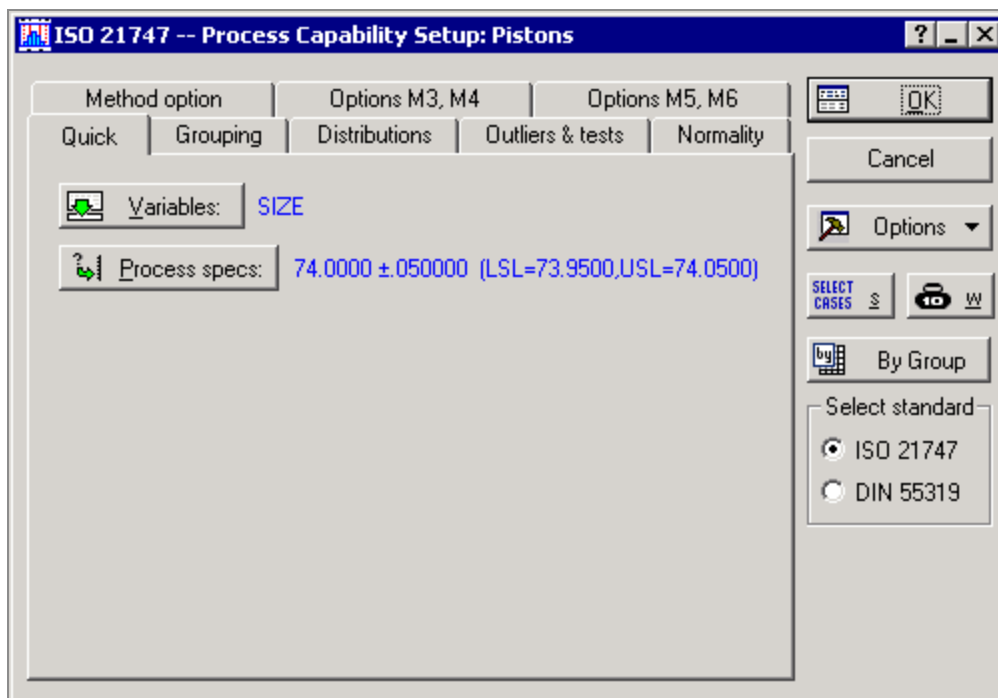 ISO 21747 -- Process Capability Setup: Pistons
Method option Options M3, M4 Options M5, M6
Quick Grouping Distributions Outliers & tests Normality
Variables: SIZE
Process specs: 74.0000 ±.050000 (LSL=73.9500,USL=74.0500)
OK
Cancel
Options
SELECT CASES S
W
By Group
Select standard
ISO 21747
DIN 55319